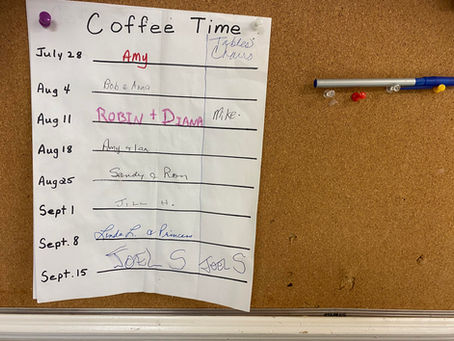 Coffee Time
Tables
Chairs
July 28 Amy
Aug 4 Bob & Anna
Aug 11 ROBIN + DIANA Mike.
Aug 18 Amy & Ian
Aug 25 Sandy & Ron
Sept 1 JILL H.
Sept. 8 Linda L. & Princess
Sept. 15 JOEL S JOEL S